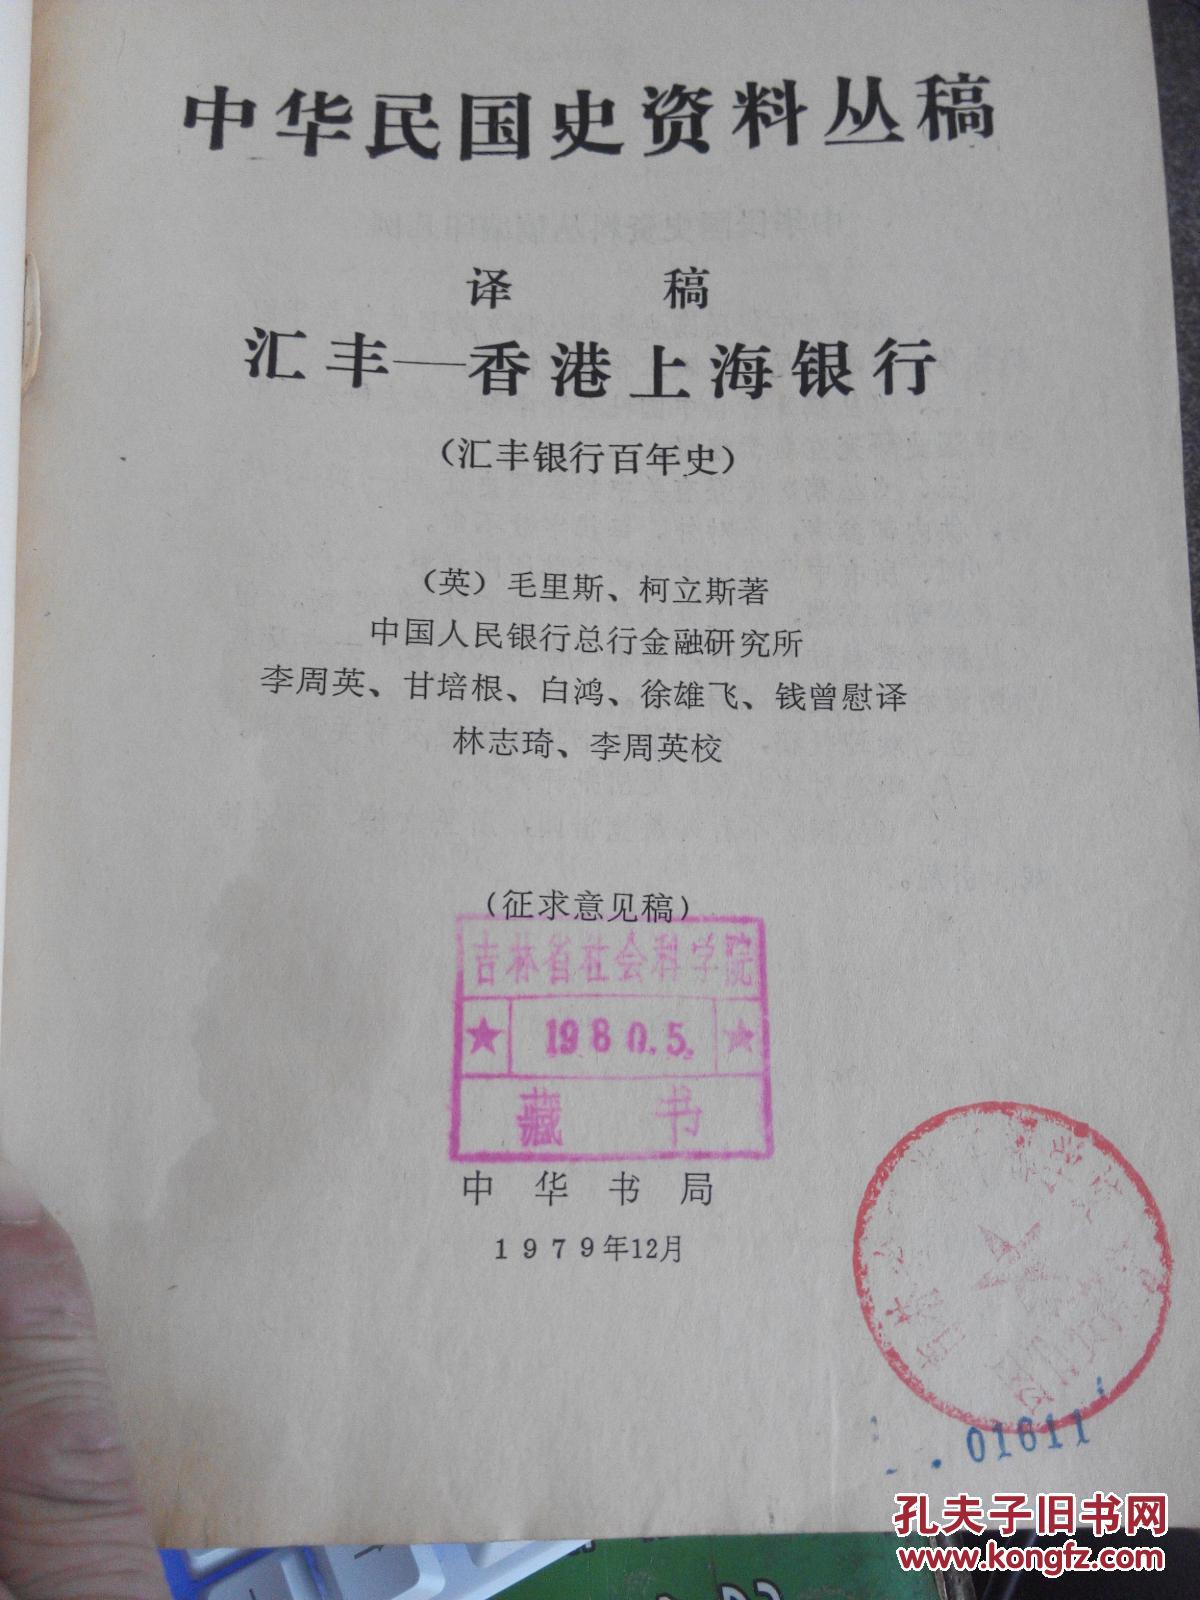 中华民国史资料丛稿
译 稿
汇丰—香港上海银行
(汇丰银行百年史)
(英) 毛里斯、柯立斯著
中国人民银行总行金融研究所
李周英、甘培根、白鸿、徐雄飞、钱曾慰译
林志琦、李周英校
(征求意见稿)
吉林省社会科学院
★ 1980.5. ★
藏 书
中 华 书 局
1979年12月
01611
孔夫子旧书网
www.kongfz.com